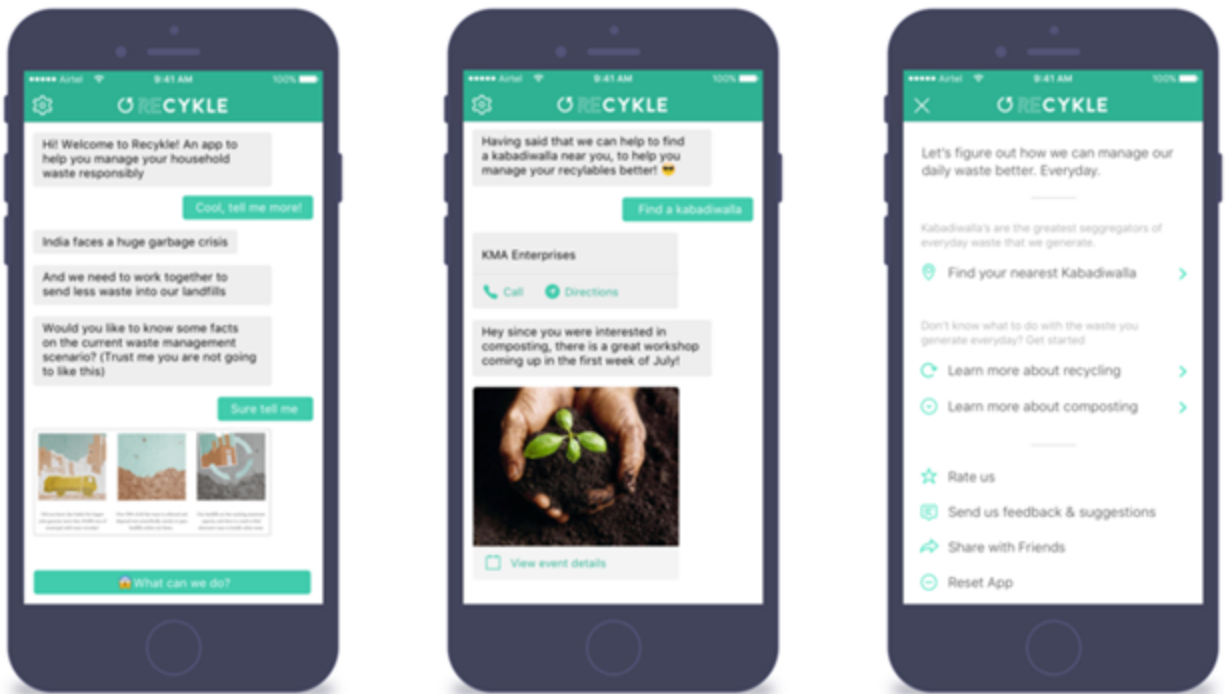 Airtel 9:41 AM 100%
RECYKLE
Hi! Welcome to Recykle! An app to
help you manage your household
waste responsibly
Cool, tell me more!
India faces a huge garbage crisis
And we need to work together to
send less waste into our landfills
Would you like to know some facts
on the current waste management
scenario? (Trust me you are not going
to like this)
Sure tell me
😱What can we do?
Airtel 9:41 AM 100%
RECYKLE
Having said that we can help to find
a kabadiwalla near you, to help you
manage your recylables better! 😎
Find a kabadiwalla
KMA Enterprises
Call Directions
Hey since you were interested in
composting, there is a great workshop
coming up in the first week of July!
View event details
Airtel 9:41 AM 100%
RECYKLE
Let's figure out how we can manage our
daily waste better. Everyday.
Kabadiwalla's are the greatest seggregators of
everyday waste that we generate.
Find your nearest Kabadiwalla
Don't know what to do with the waste you
generate everyday? Get started
Learn more about recycling
Learn more about composting
Rate us
Send us feedback & suggestions
Share with Friends
Reset App